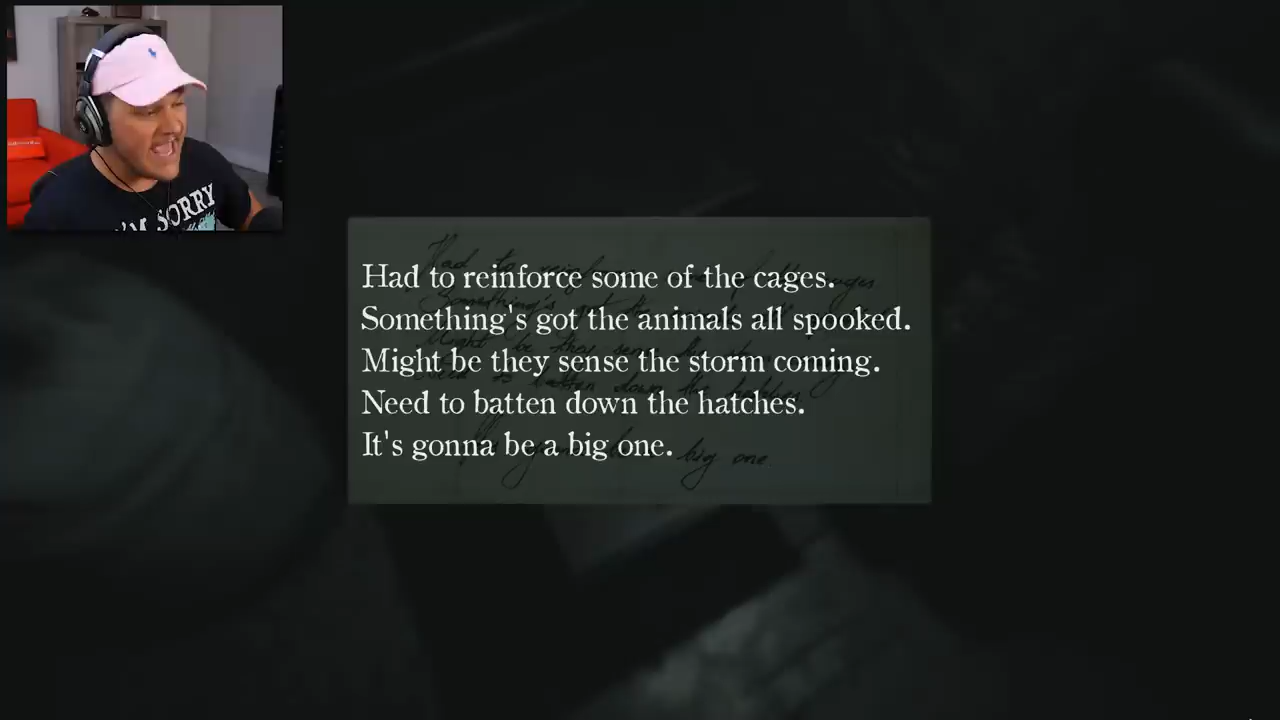 I'M SORRY
Had to reinforce some of the cages.
Something's got the animals all spooked.
Might be they sense the storm coming.
Need to batten down the hatches.
It's gonna be a big one.